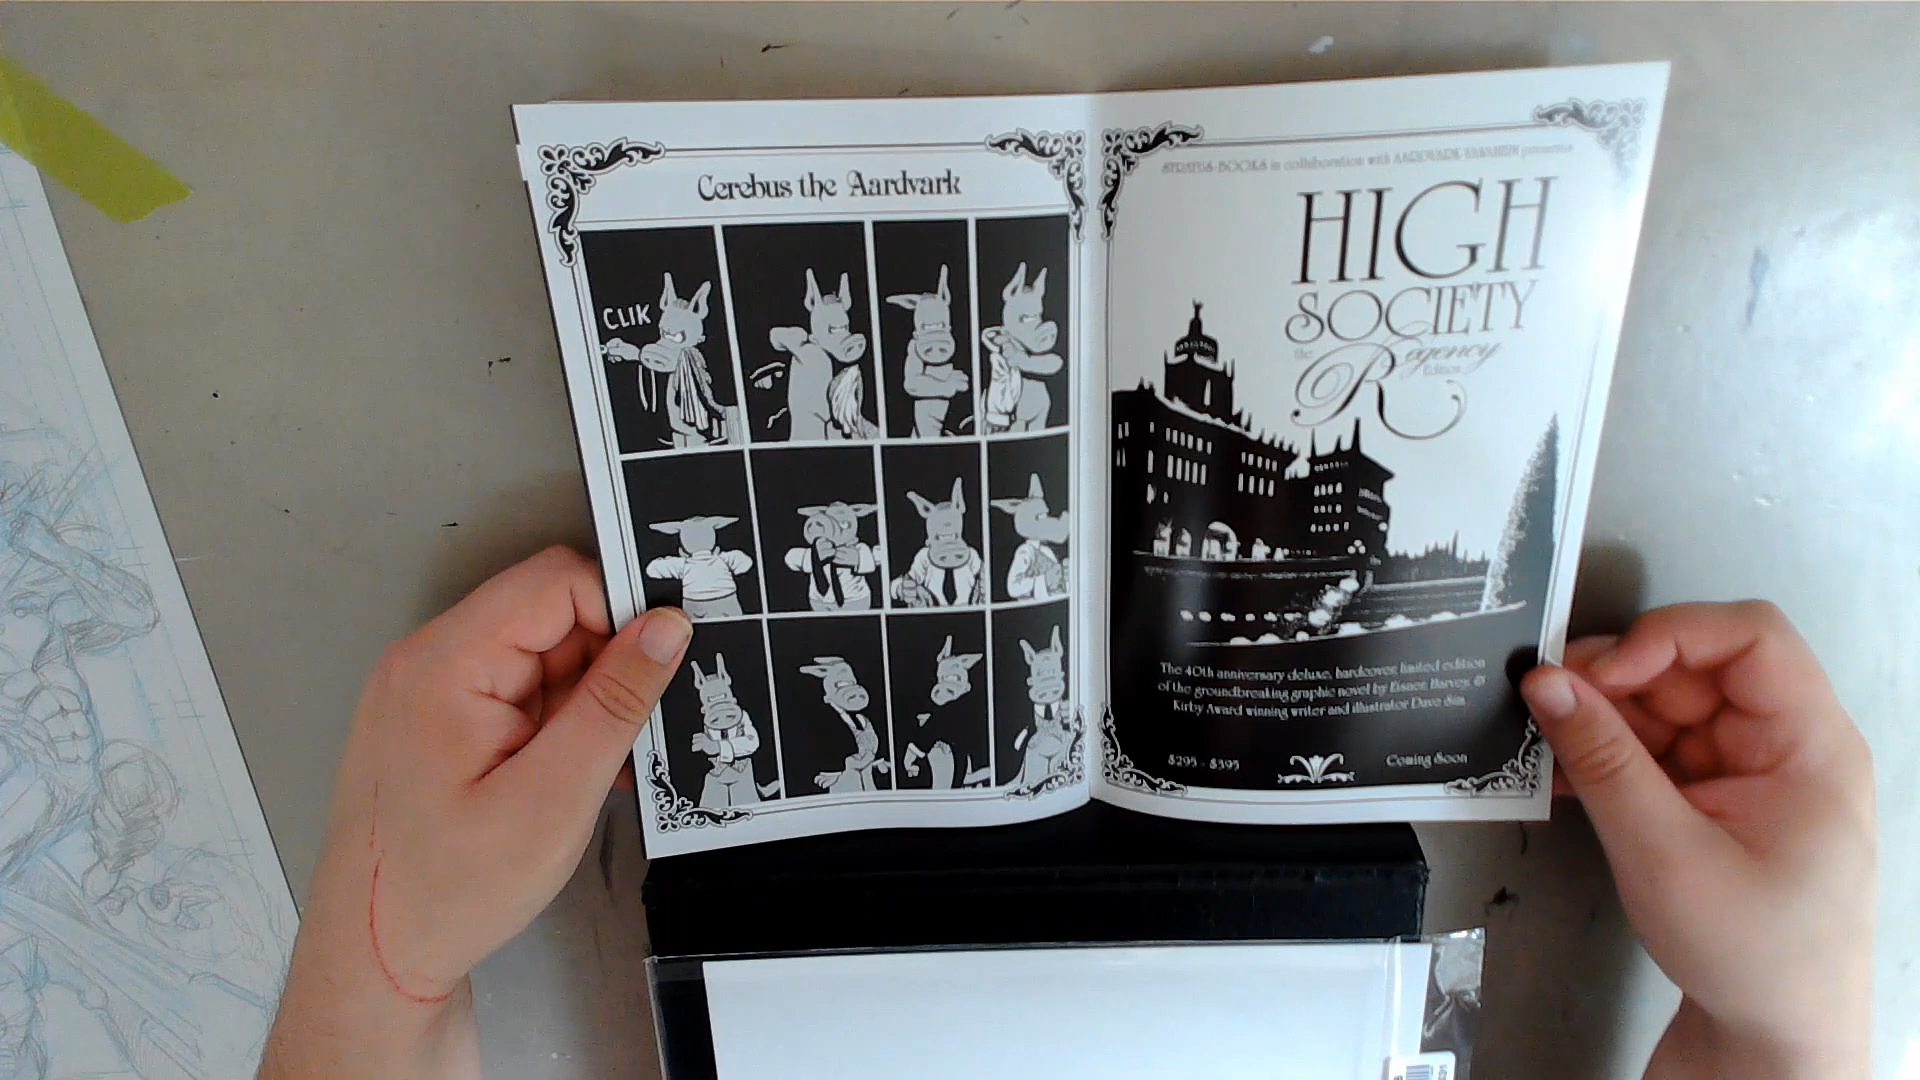 Cerebus the Aardvark
CLIK
STRATUS BOOKS in collaboration with AARDVARK-VANAHEIM presents
HIGH
SOCIETY
the Regency
Edition
The 40th anniversary deluxe, hardcover, limited edition
of the groundbreaking graphic novel by Eisner, Harvey, &
Kirby Award winning writer and illustrator Dave Sim
$295 - $395
Coming Soon